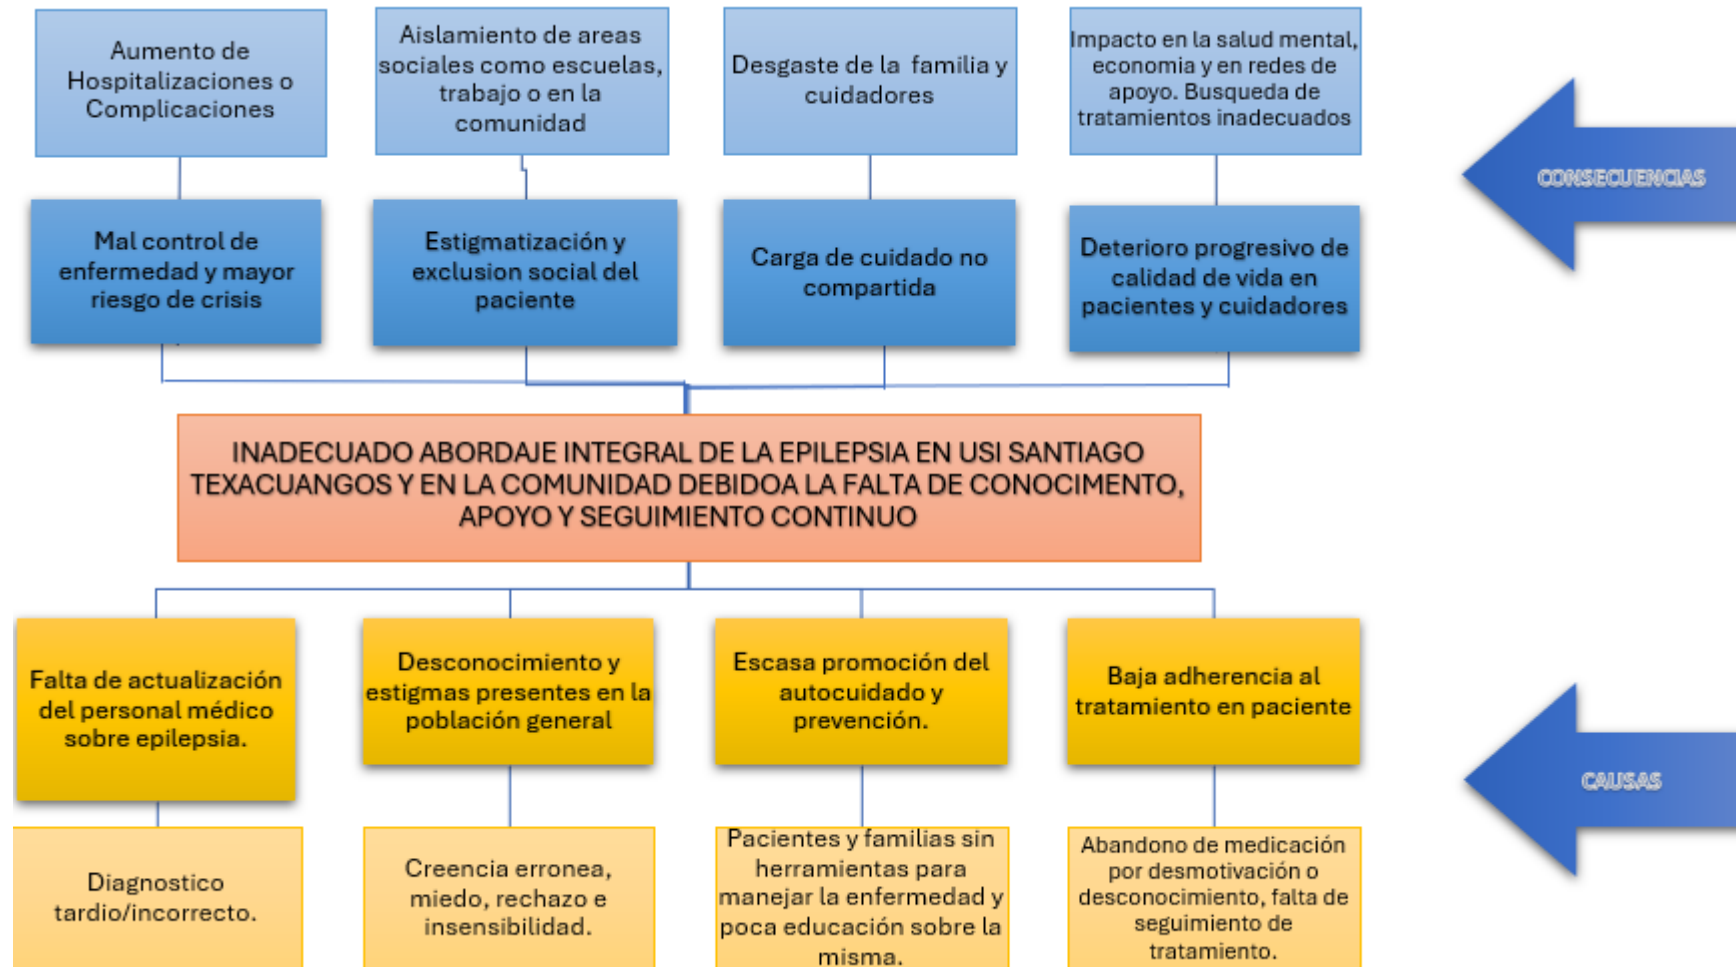 Aumento de
Hospitalizaciones o
Complicaciones
Aislamiento de areas
sociales como escuelas,
trabajo o en la
comunidad
Desgaste de la familia y
cuidadores
Impacto en la salud mental,
economia y en redes de
apoyo. Busqueda de
tratamientos inadecuados
CONSECUENCIAS
Mal control de
enfermedad y mayor
riesgo de crisis
Estigmatización y
exclusion social del
paciente
Carga de cuidado no
compartida
Deterioro progresivo de
calidad de vida en
pacientes y cuidadores
INADECUADO ABORDAJE INTEGRAL DE LA EPILEPSIA EN USI SANTIAGO
TEXACUANGOS Y EN LA COMUNIDAD DEBIDOA LA FALTA DE CONOCIMENTO,
APOYO Y SEGUIMIENTO CONTINUO
Falta de actualización
del personal médico
sobre epilepsia.
Desconocimiento y
estigmas presentes en la
población general
Escasa promoción del
autocuidado y
prevención.
Baja adherencia al
tratamiento en paciente
CAUSAS
Diagnostico
tardio/incorrecto.
Creencia erronea,
miedo, rechazo e
insensibilidad.
Pacientes y familias sin
herramientas para
manejar la enfermedad y
poca educación sobre la
misma.
Abandono de medicación
por desmotivación o
desconocimiento, falta de
seguimiento de
tratamiento.